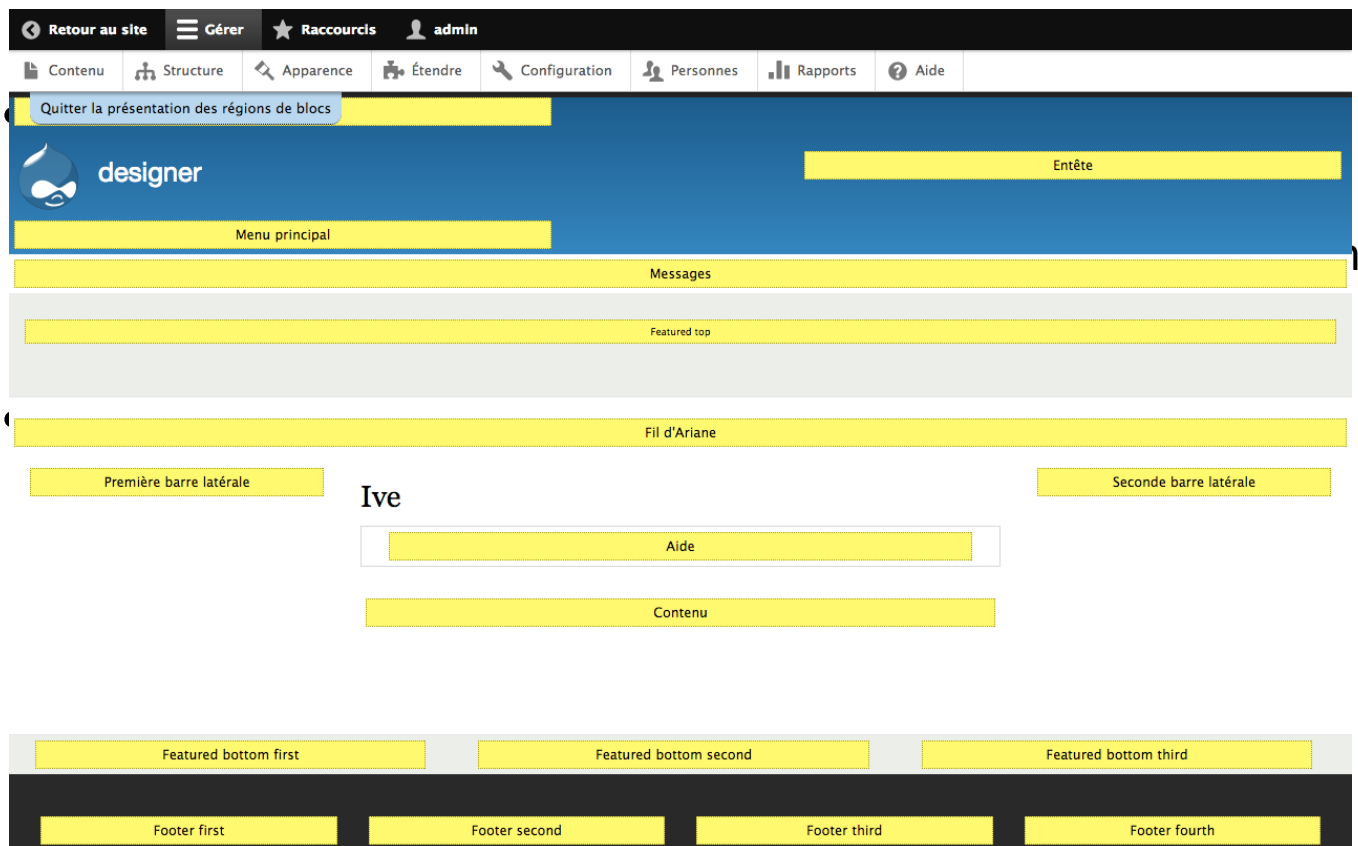 Retour au site Gérer Raccourcis admin
Contenu Structure Apparence Étendre Configuration Personnes Rapports Aide
Quitter la présentation des régions de blocs
designer
Entête
Menu principal
Messages
Featured top
Fil d'Ariane
Première barre latérale
Seconde barre latérale
Ive
Aide
Contenu
Featured bottom first Featured bottom second Featured bottom third
Footer first Footer second Footer third Footer fourth